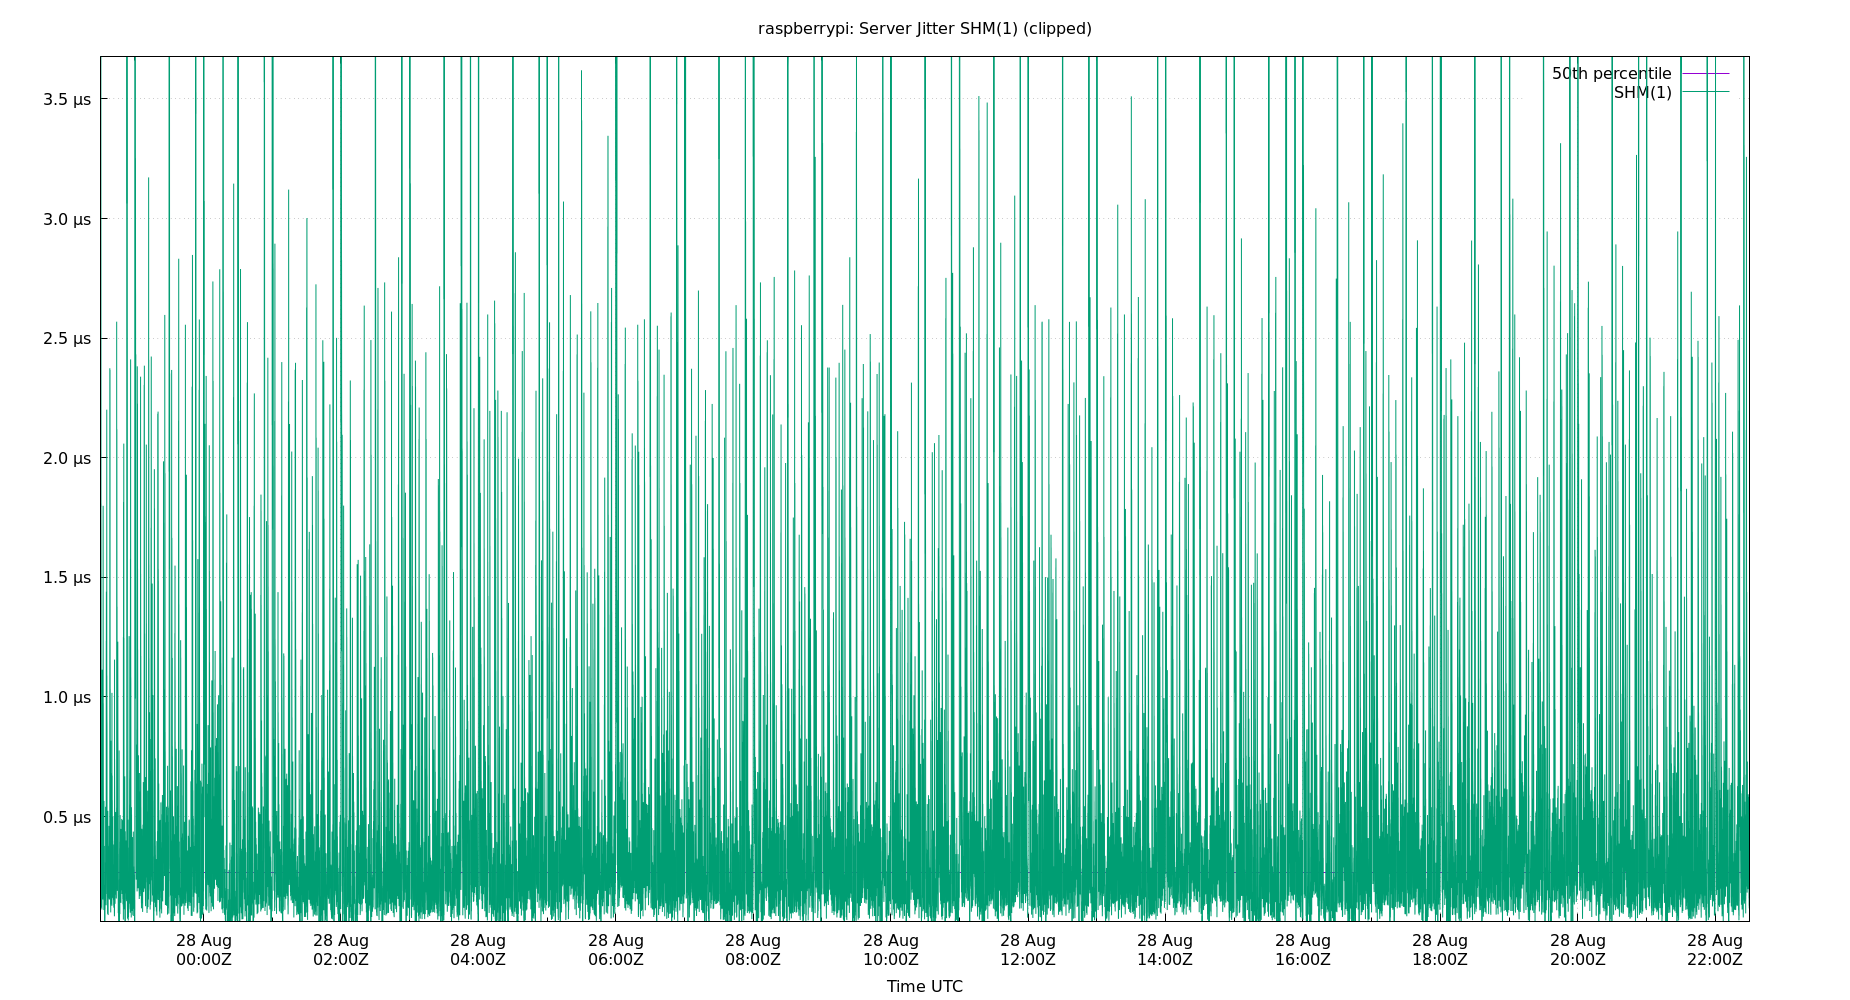 raspberrypi: Server Jitter SHM(1) (clipped)
50th percentile
SHM(1)
3.5 µs
3.0 µs
2.5 µs
2.0 µs
1.5 µs
1.0 µs
0.5 µs
28 Aug 28 Aug 28 Aug 28 Aug 28 Aug 28 Aug 28 Aug 28 Aug 28 Aug 28 Aug 28 Aug 28 Aug
00:00Z 02:00Z 04:00Z 06:00Z 08:00Z 10:00Z 12:00Z 14:00Z 16:00Z 18:00Z 20:00Z 22:00Z
Time UTC